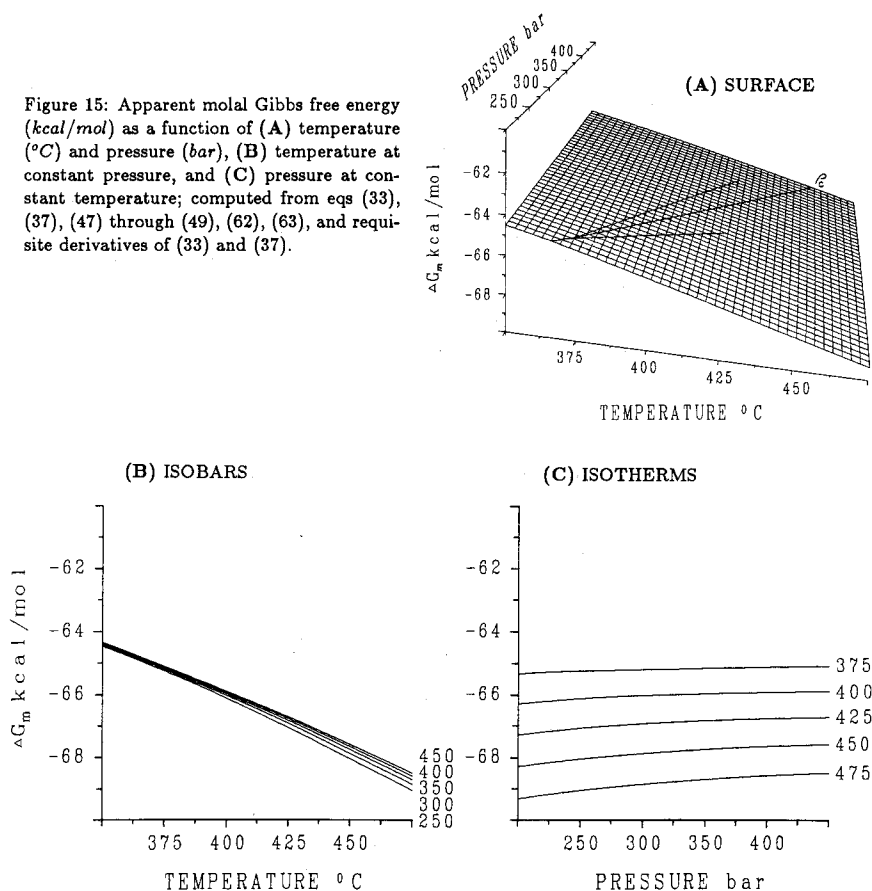 Figure 15: Apparent molal Gibbs free energy
(kcal/mol) as a function of (A) temperature
(°C) and pressure (bar), (B) temperature at
constant pressure, and (C) pressure at con-
stant temperature; computed from eqs (33),
(37), (47) through (49), (62), (63), and requi-
site derivatives of (33) and (37).
(A) SURFACE
PRESSURE bar
400
350
300
250
ρc
ΔGm kcal/mol
-62
-64
-66
-68
375
400
425
450
TEMPERATURE °C
(B) ISOBARS
ΔGm kcal/mol
-62
-64
-66
-68
450
400
350
300
250
375 400 425 450
TEMPERATURE °C
(C) ISOTHERMS
-62
-64
-66
-68
375
400
425
450
475
250 300 350 400
PRESSURE bar